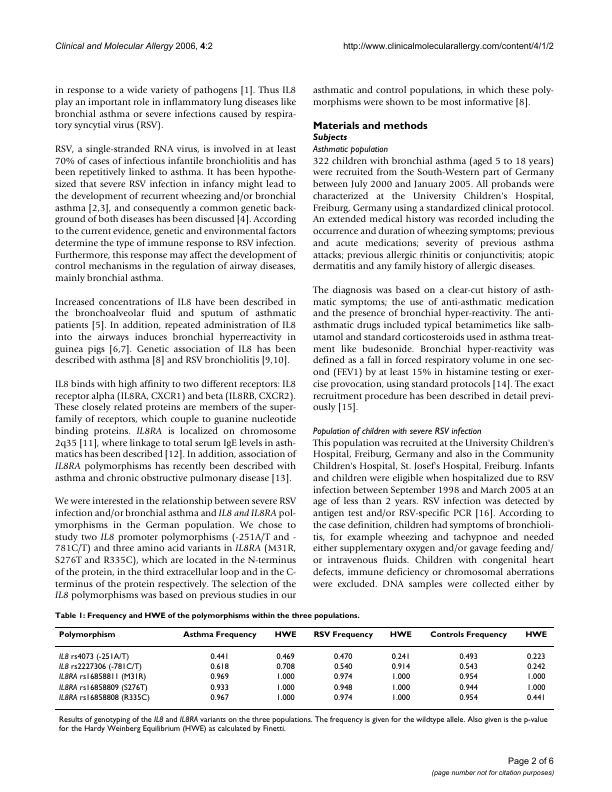 Clinical and Molecular Allergy 2006, 4:2
http://www.clinicalmolecularallergy.com/content/4/1/2
in response to a wide variety of pathogens [1]. Thus IL8
play an important role in inflammatory lung diseases like
bronchial asthma or severe infections caused by respira-
tory syncytial virus (RSV).
RSV, a single-stranded RNA virus, is involved in at least
70% of cases of infectious infantile bronchiolitis and has
been repetitively linked to asthma. It has been hypothe-
sized that severe RSV infection in infancy might lead to
the development of recurrent wheezing and/or bronchial
asthma [2,3], and consequently a common genetic back-
ground of both diseases has been discussed [4]. According
to the current evidence, genetic and environmental factors
determine the type of immune response to RSV infection.
Furthermore, this response may affect the development of
control mechanisms in the regulation of airway diseases,
mainly bronchial asthma.
Increased concentrations of IL8 have been described in
the bronchoalveolar fluid and sputum of asthmatic
patients [5]. In addition, repeated administration of IL8
into the airways induces bronchial hyperreactivity in
guinea pigs [6,7]. Genetic association of IL8 has been
described with asthma [8] and RSV bronchiolitis [9,10].
IL8 binds with high affinity to two different receptors: IL8
receptor alpha (IL8RA, CXCR1) and beta (IL8RB, CXCR2).
These closely related proteins are members of the super-
family of receptors, which couple to guanine nucleotide
binding proteins. IL8RA is localized on chromosome
2q35 [11], where linkage to total serum IgE levels in asth-
matics has been described [12]. In addition, association of
IL8RA polymorphisms has recently been described with
asthma and chronic obstructive pulmonary disease [13].
We were interested in the relationship between severe RSV
infection and/or bronchial asthma and IL8 and IL8RA pol-
ymorphisms in the German population. We chose to
study two IL8 promoter polymorphisms (-251A/T and -
781C/T) and three amino acid variants in IL8RA (M31R,
S276T and R335C), which are located in the N-terminus
of the protein, in the third extracellular loop and in the C-
terminus of the protein respectively. The selection of the
IL8 polymorphisms was based on previous studies in our
asthmatic and control populations, in which these poly-
morphisms were shown to be most informative [8].
Materials and methods
Subjects
Asthmatic population
322 children with bronchial asthma (aged 5 to 18 years)
were recruited from the South-Western part of Germany
between July 2000 and January 2005. All probands were
characterized at the University Children's Hospital,
Freiburg, Germany using a standardized clinical protocol.
An extended medical history was recorded including the
occurrence and duration of wheezing symptoms; previous
and acute medications; severity of previous asthma
attacks; previous allergic rhinitis or conjunctivitis; atopic
dermatitis and any family history of allergic diseases.
The diagnosis was based on a clear-cut history of asth-
matic symptoms; the use of anti-asthmatic medication
and the presence of bronchial hyper-reactivity. The anti-
asthmatic drugs included typical betamimetics like salb-
utamol and standard corticosteroids used in asthma treat-
ment like budesonide. Bronchial hyper-reactivity was
defined as a fall in forced respiratory volume in one sec-
ond (FEV1) by at least 15% in histamine testing or exer-
cise provocation, using standard protocols [14]. The exact
recruitment procedure has been described in detail previ-
ously [15].
Population of children with severe RSV infection
This population was recruited at the University Children's
Hospital, Freiburg, Germany and also in the Community
Children's Hospital, St. Josef's Hospital, Freiburg. Infants
and children were eligible when hospitalized due to RSV
infection between September 1998 and March 2005 at an
age of less than 2 years. RSV infection was detected by
antigen test and/or RSV-specific PCR [16]. According to
the case definition, children had symptoms of bronchioli-
tis, for example wheezing and tachypnoe and needed
either supplementary oxygen and/or gavage feeding and/
or intravenous fluids. Children with congenital heart
defects, immune deficiency or chromosomal aberrations
were excluded. DNA samples were collected either by
Table 1: Frequency and HWE of the polymorphisms within the three populations.
Polymorphism Asthma Frequency HWE RSV Frequency HWE Controls Frequency HWE
IL8 rs4073 (-251A/T) 0.441 0.469 0.470 0.241 0.493 0.223
IL8 rs2227306 (-781C/T) 0.618 0.708 0.540 0.914 0.543 0.242
IL8RA rs16858811 (M31R) 0.969 1.000 0.974 1.000 0.954 1.000
IL8RA rs16858809 (S276T) 0.933 1.000 0.948 1.000 0.944 1.000
IL8RA rs16858808 (R335C) 0.967 1.000 0.974 1.000 0.954 0.441
Results of genotyping of the IL8 and IL8RA variants on the three populations. The frequency is given for the wildtype allele. Also given is the p-value
for the Hardy Weinberg Equilibrium (HWE) as calculated by Finetti.
Page 2 of 6
(page number not for citation purposes)